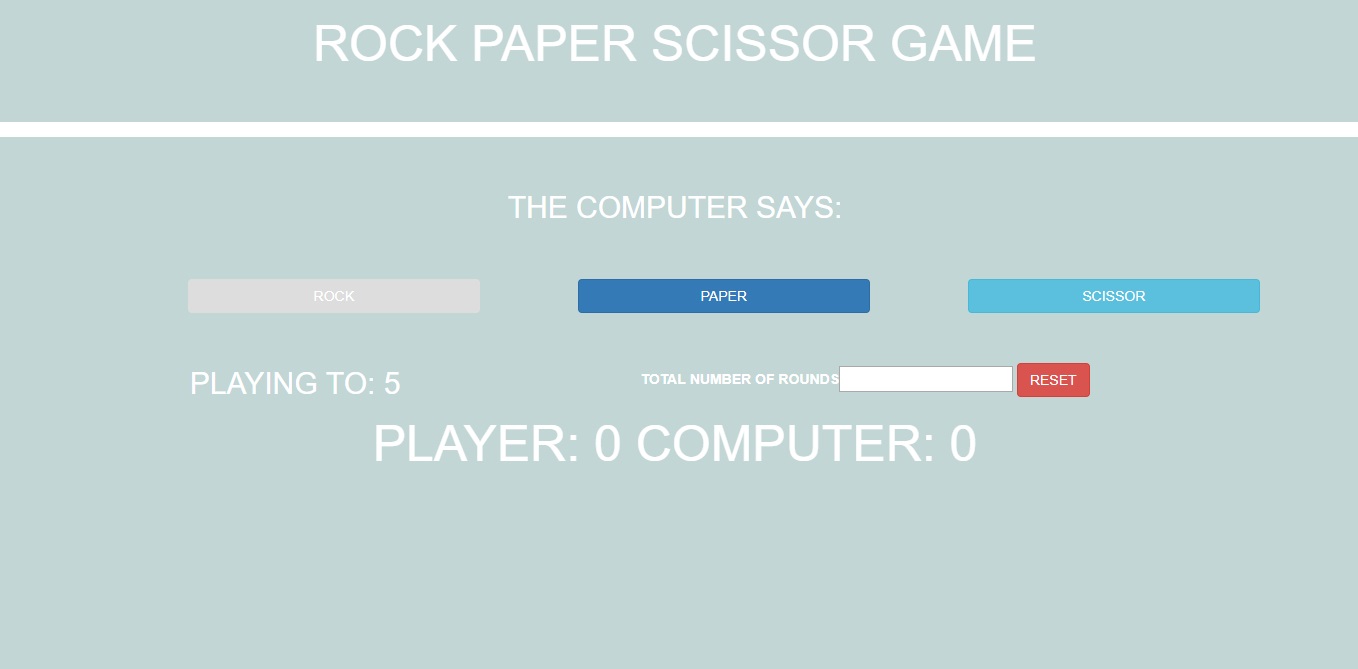 ROCK PAPER SCISSOR GAME
THE COMPUTER SAYS:
ROCK
PAPER
SCISSOR
PLAYING TO: 5
TOTAL NUMBER OF ROUNDS
RESET
PLAYER: 0 COMPUTER: 0